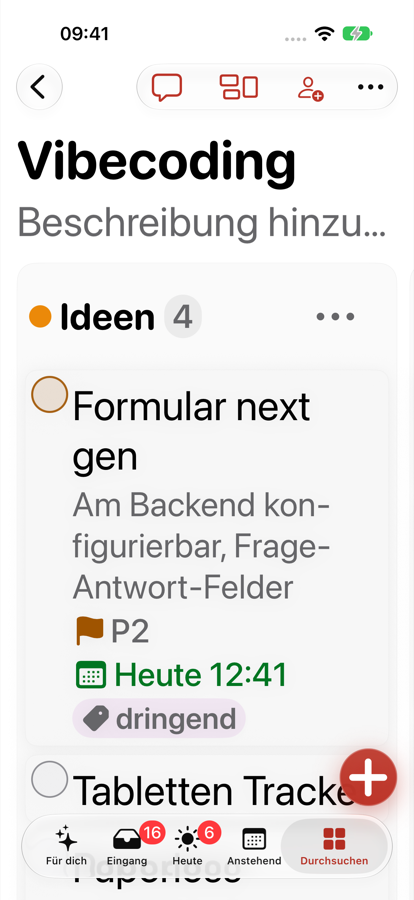 09:41
Vibecoding
Beschreibung hinzu...
Ideen 4
Formular next
gen
Am Backend kon-
figurierbar, Frage-
Antwort-Felder
P2
Heute 12:41
dringend
Tabletten Tracke
16
6
Für dich
Eingang
Heute
Anstehend
Durchsuchen